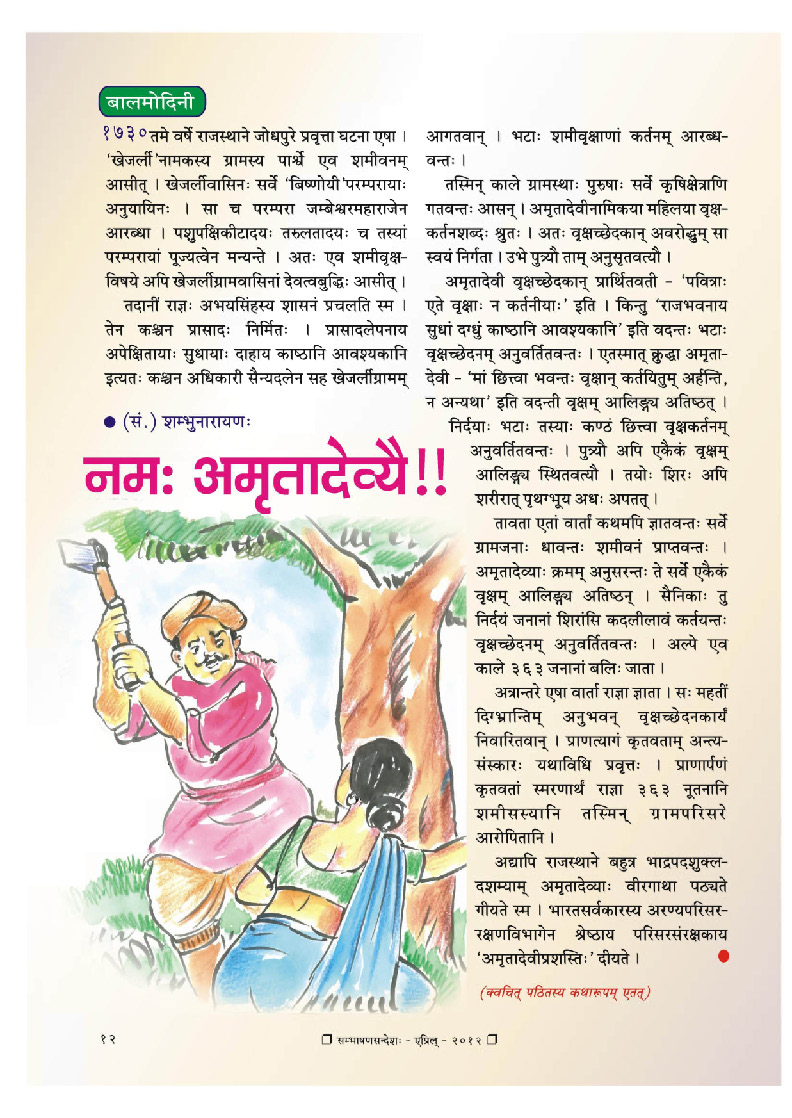 बालमोदिनी
१७३० तमे वर्षे राजस्थाने जोधपुरे प्रवृत्ता घटना एषा ।
‘खेजर्ली’नामकस्य ग्रामस्य पार्श्वे एव शमीवनम्
आसीत् । खेजर्लीवासिनः सर्वे ‘बिष्णोयी’परम्परायाः
अनुयायिनः । सा च परम्परा जम्बेश्वरमहाराजेन
आरब्धा । पशुपक्षिकीटादयः तरुलतादयः च तस्यां
परम्परायां पूज्यत्वेन मन्यन्ते । अतः एव शमीवृक्ष-
विषये अपि खेजर्लीग्रामवासिनां देवत्वबुद्धिः आसीत् ।
तदानीं राज्ञः अभयसिंहस्य शासनं प्रचलति स्म ।
तेन कश्चन प्रासादः निर्मितः । प्रासादलेपनाय
अपेक्षितायाः सुधायाः दाहाय काष्ठानि आवश्यकानि
इत्यतः कश्चन अधिकारी सैन्यदलेन सह खेजर्लीग्रामम्
● (सं.) शम्भुनारायणः
नमः अमृतादेव्यै!!
आगतवान् । भटाः शमीवृक्षाणां कर्तनम् आरब्ध-
वन्तः ।
तस्मिन् काले ग्रामस्थाः पुरुषाः सर्वे कृषिक्षेत्राणि
गतवन्तः आसन् । अमृतादेवीनामिकया महिलया वृक्ष-
कर्तनशब्दः श्रुतः । अतः वृक्षच्छेदकान् अवरोद्धुम् सा
स्वयं निर्गता । उभे पुत्र्यौ ताम् अनुसृतवत्यौ ।
अमृतादेवी वृक्षच्छेदकान् प्रार्थितवती - ‘पवित्राः
एते वृक्षाः न कर्तनीयाः’ इति । किन्तु ‘राजभवनाय
सुधां दग्धुं काष्ठानि आवश्यकानि’ इति वदन्तः भटाः
वृक्षच्छेदनम् अनुवर्तितवन्तः । एतस्मात् क्रुद्धा अमृता-
देवी - ‘मां छित्त्वा भवन्तः वृक्षान् कर्तयितुम् अर्हन्ति,
न अन्यथा’ इति वदन्ती वृक्षम् आलिङ्ग्य अतिष्ठत् ।
निर्दयाः भटाः तस्याः कण्ठं छित्त्वा वृक्षकर्तनम्
अनुवर्तितवन्तः । पुत्र्यौ अपि एकैकं वृक्षम्
आलिङ्ग्य स्थितवत्यौ । तयोः शिरः अपि
शरीरात् पृथग्भूय अधः अपतत् ।
तावता एतां वार्तां कथमपि ज्ञातवन्तः सर्वे
ग्रामजनाः धावन्तः शमीवनं प्राप्तवन्तः ।
अमृतादेव्याः क्रमम् अनुसरन्तः ते सर्वे एकैकं
वृक्षम् आलिङ्ग्य अतिष्ठन् । सैनिकाः तु
निर्दयं जनानां शिरांसि कदलीलावं कर्तयन्तः
वृक्षच्छेदनम् अनुवर्तितवन्तः । अल्पे एव
काले ३६३ जनानां बलिः जाता ।
अत्रान्तरे एषा वार्ता राज्ञा ज्ञाता । सः महतीं
दिग्भ्रान्तिम् अनुभवन् वृक्षच्छेदनकार्यं
निवारितवान् । प्राणत्यागं कृतवताम् अन्त्य-
संस्कारः यथाविधि प्रवृत्तः । प्राणार्पणं
कृतवतां स्मरणार्थं राज्ञा ३६३ नूतनानि
शमीसस्यानि तस्मिन् ग्रामपरिसरे
आरोपितानि ।
अद्यापि राजस्थाने बहुत्र भाद्रपदशुक्ल-
दशम्याम् अमृतादेव्याः वीरगाथा पठ्यते
गीयते स्म । भारतसर्वकारस्य अरण्यपरिसर-
रक्षणविभागेन श्रेष्ठाय परिसरसंरक्षकाय
‘अमृतादेवीप्रशस्तिः’ दीयते ।
(क्वचित् पठितस्य कथारूपम् एतत्)
१२
❐ सम्भाषणसन्देशः - एप्रिल् - २०१२ ❐